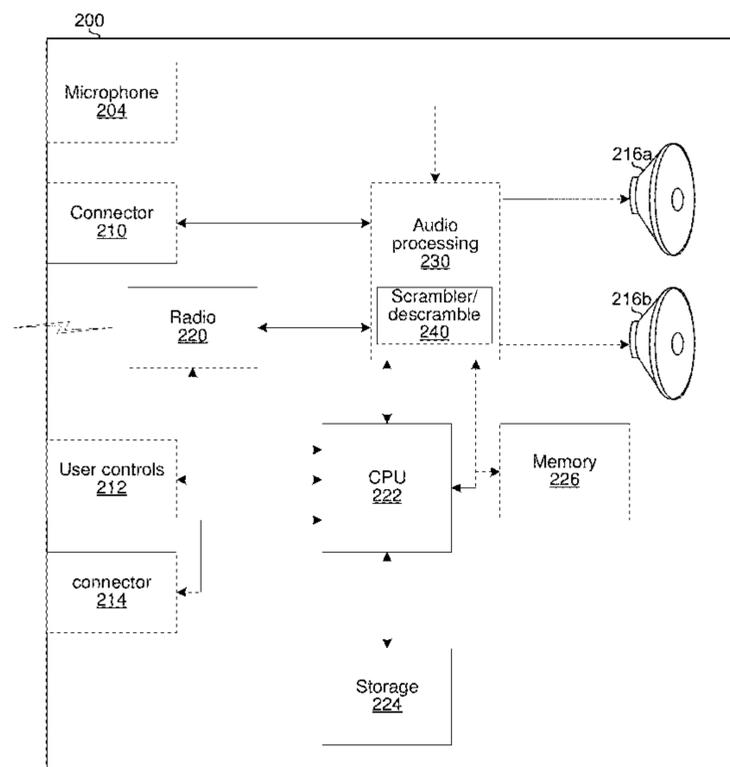 200
Microphone
204
216a
Connector
210
Audio
processing
230
Scrambler/
descramble
240
Radio
220
216b
User controls
212
CPU
222
Memory
226
connector
214
Storage
224